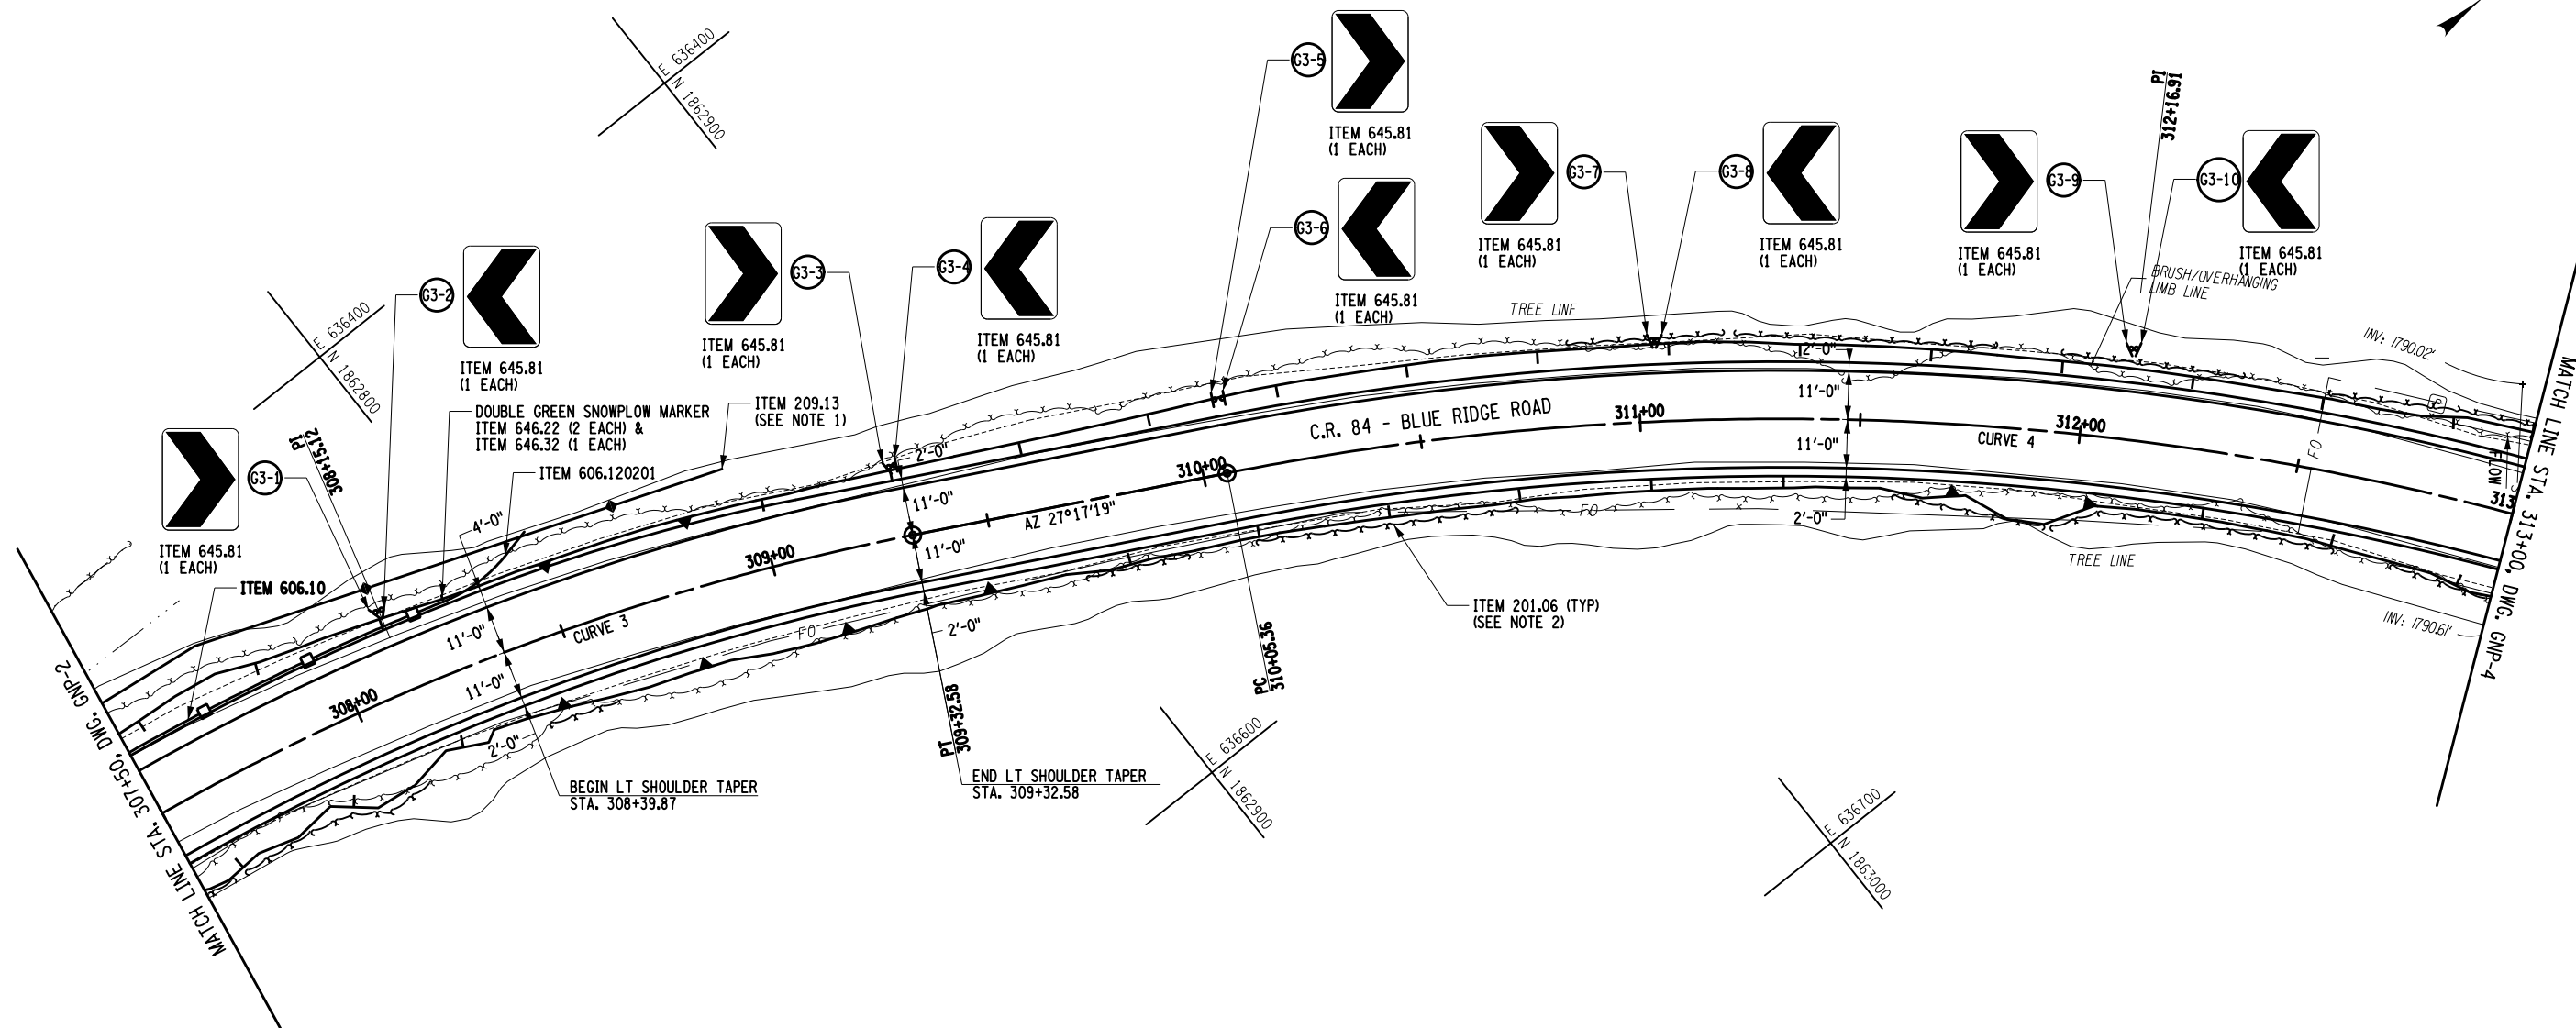 E 636400
N 1862900
G3-5
ITEM 645.81
(1 EACH)
G3-6
ITEM 645.81
(1 EACH)
G3-7
ITEM 645.81
(1 EACH)
G3-8
ITEM 645.81
(1 EACH)
G3-9
ITEM 645.81
(1 EACH)
G3-10
ITEM 645.81
(1 EACH)
PI
312+16.91
BRUSH/OVERHANGING
LIMB LINE
G3-3
ITEM 645.81
(1 EACH)
G3-4
ITEM 645.81
(1 EACH)
G3-2
ITEM 645.81
(1 EACH)
E 636400
N 1862800
DOUBLE GREEN SNOWPLOW MARKER
ITEM 646.22 (2 EACH) &
ITEM 646.32 (1 EACH)
ITEM 209.13
(SEE NOTE 1)
ITEM 606.120201
G3-1
ITEM 645.81
(1 EACH)
PI
308+15.12
ITEM 606.10
TREE LINE
INV: 1790.02'
2'-0"
11'-0"
11'-0"
2'-0"
C.R. 84 - BLUE RIDGE ROAD
311+00
312+00
CURVE 4
FO
FLOW
313
MATCH LINE STA. 313+00, DWG. GNP-4
2'-0"
11'-0"
11'-0"
2'-0"
310+00
AZ 27°17'19"
309+00
4'-0"
11'-0"
11'-0"
2'-0"
CURVE 3
308+00
FO
FO
TREE LINE
INV: 1790.61'
ITEM 201.06 (TYP)
(SEE NOTE 2)
PC
310+05.36
PT
309+32.58
END LT SHOULDER TAPER
STA. 309+32.58
BEGIN LT SHOULDER TAPER
STA. 308+39.87
MATCH LINE STA. 307+50, DWG. GNP-2
E 636600
N 1862900
E 636700
N 1863000